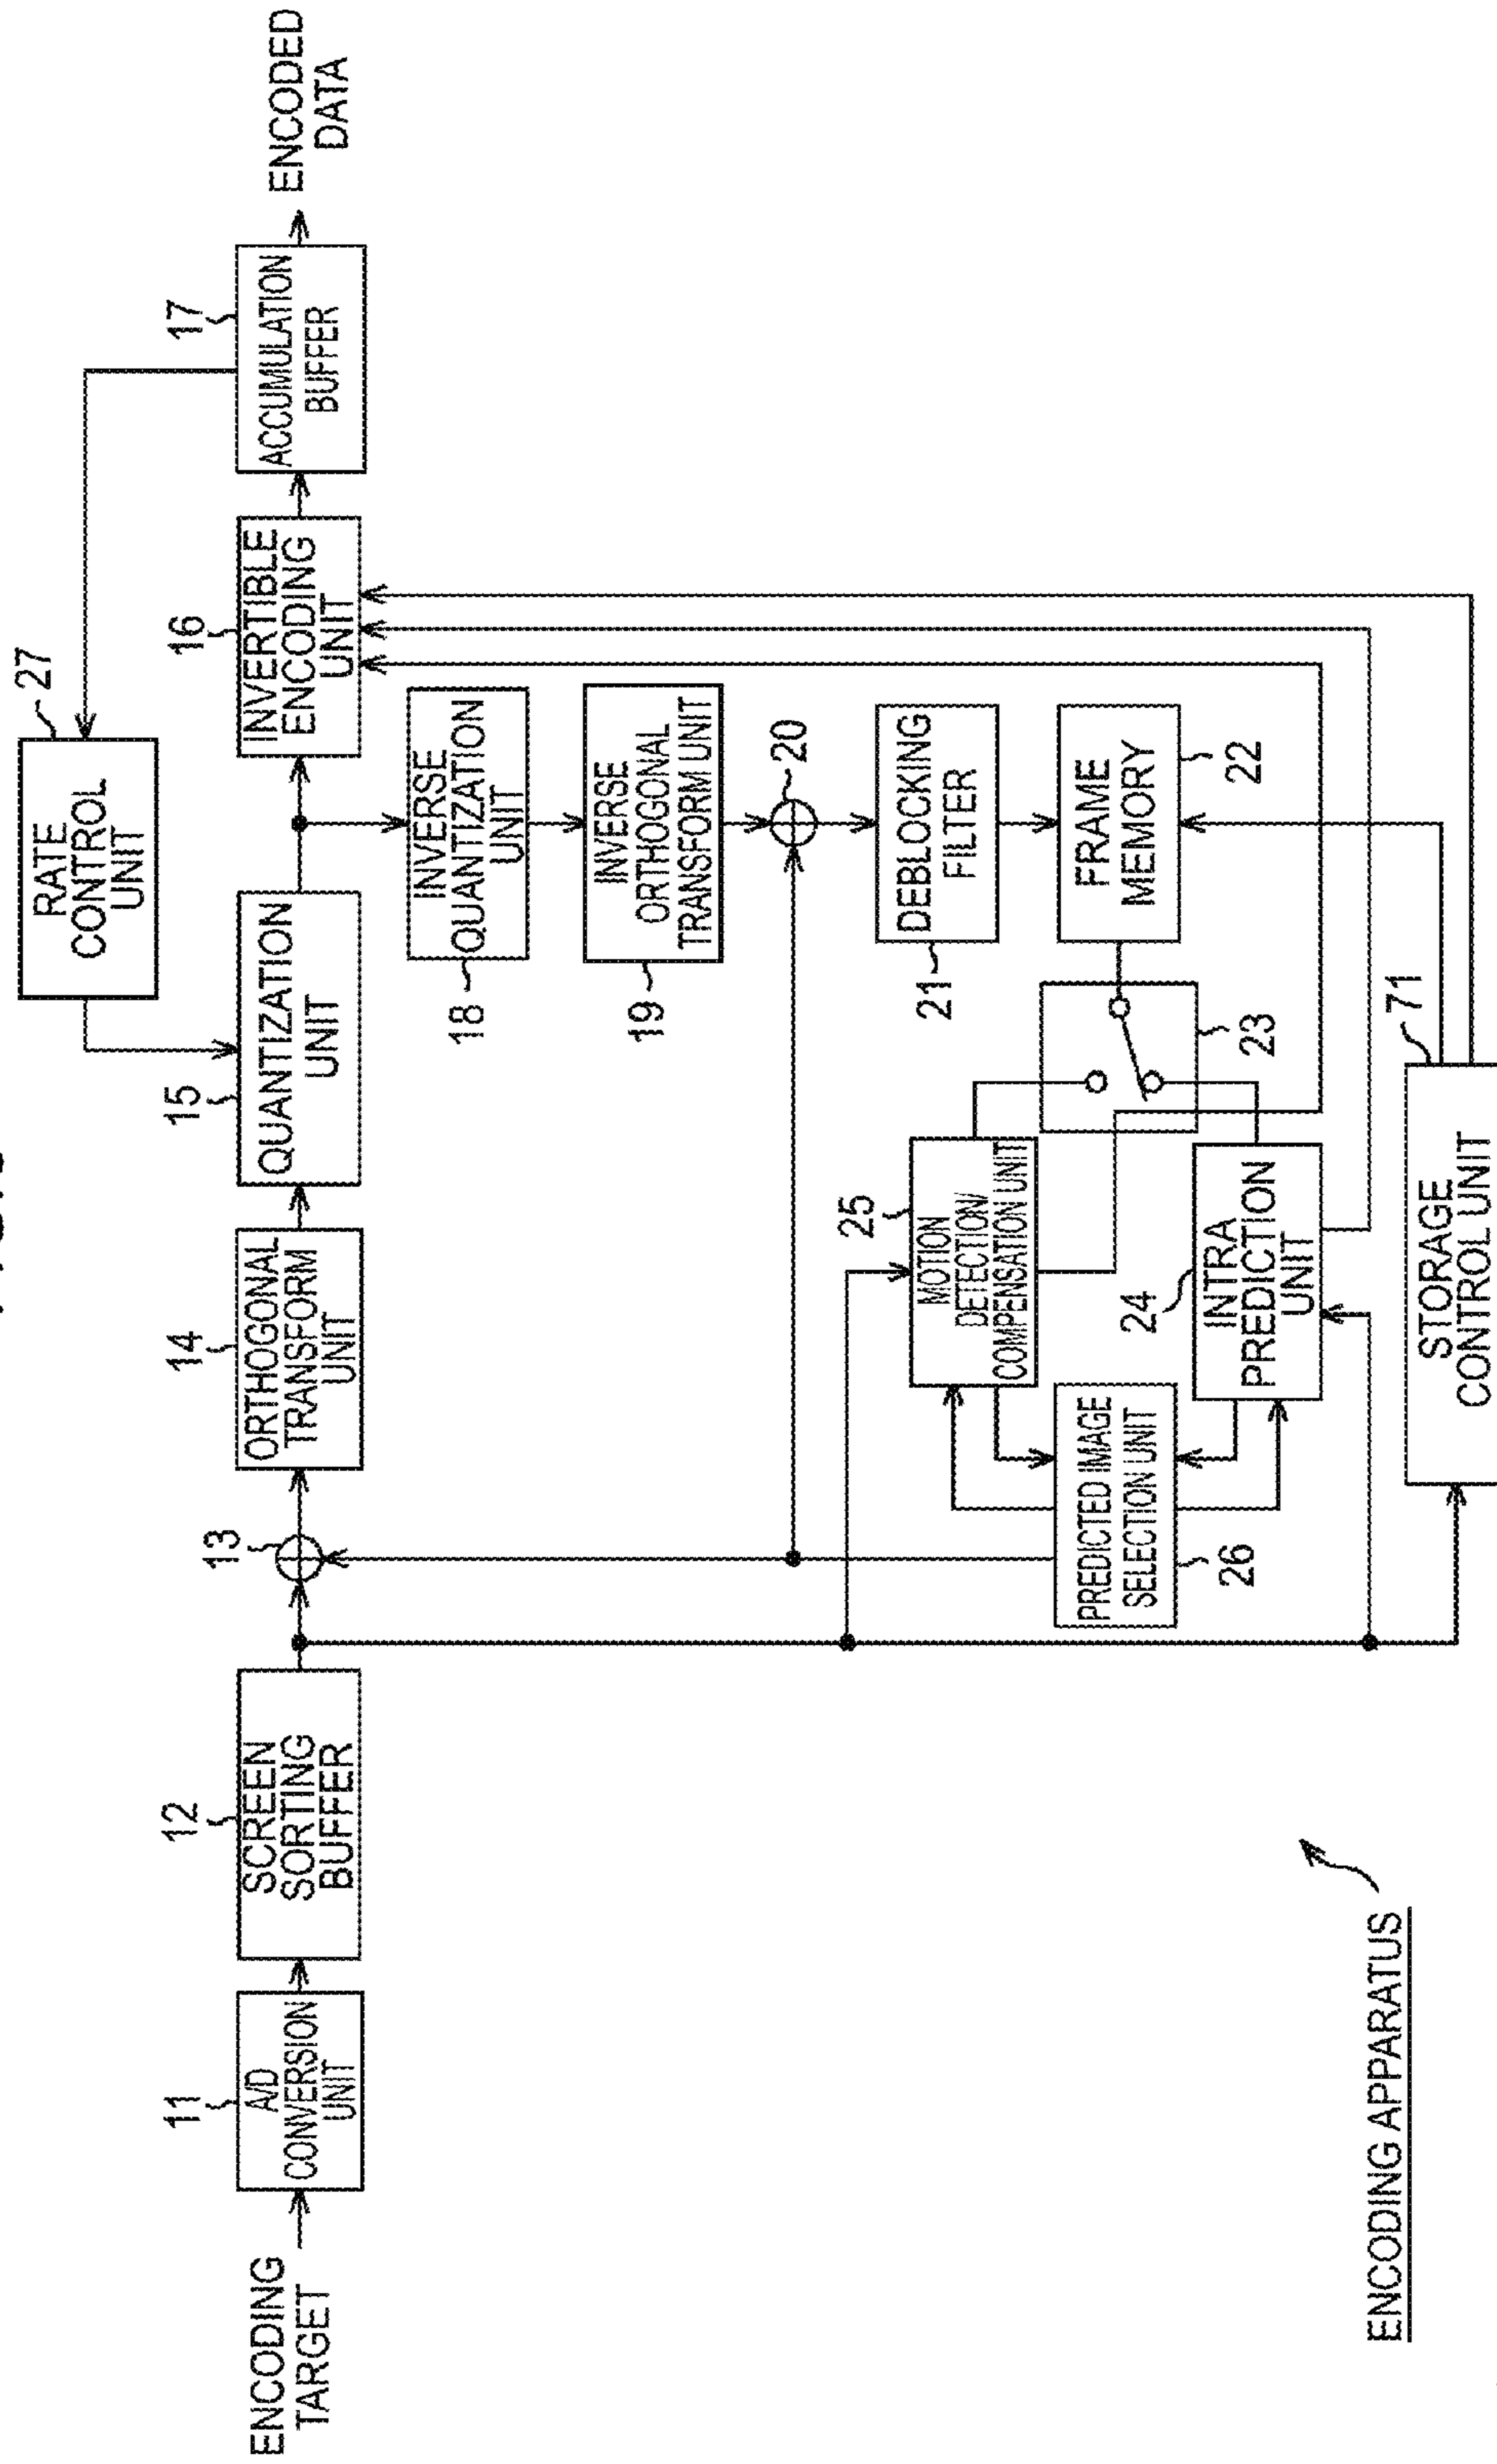 27
RATE
CONTROL
UNIT
ENCODING
TARGET
11
A/D
CONVERSION
UNIT
12
SCREEN
SORTING
BUFFER
13
14
ORTHOGONAL
TRANSFORM
UNIT
15
QUANTIZATION
UNIT
16
INVERTIBLE
ENCODING
UNIT
17
ACCUMULATION
BUFFER
ENCODED
DATA
18
INVERSE
QUANTIZATION
UNIT
19
INVERSE
ORTHOGONAL
TRANSFORM UNIT
20
21
DEBLOCKING
FILTER
22
FRAME
MEMORY
23
25
MOTION
DETECTION/
COMPENSATION UNIT
24
INTRA
PREDICTION
UNIT
PREDICTED IMAGE
SELECTION UNIT
26
71
STORAGE
CONTROL UNIT
ENCODING APPARATUS